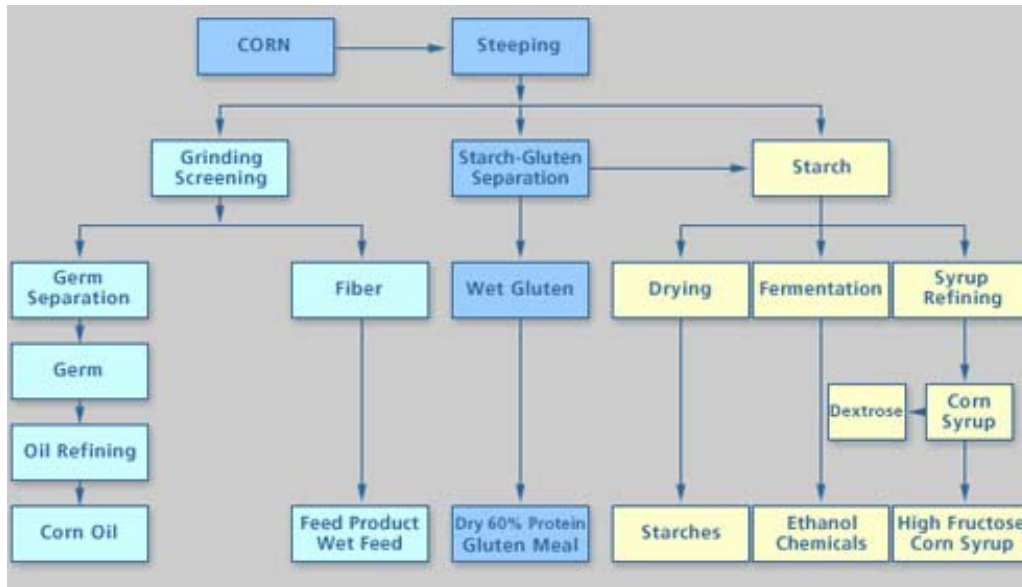 CORN
Steeping
Grinding
Screening
Starch-Gluten
Separation
Starch
Germ
Separation
Fiber
Wet Gluten
Drying
Fermentation
Syrup
Refining
Germ
Dextrose
Corn
Syrup
Oil Refining
Corn Oil
Feed Product
Wet Feed
Dry 60% Protein
Gluten Meal
Starches
Ethanol
Chemicals
High Fructose
Corn Syrup